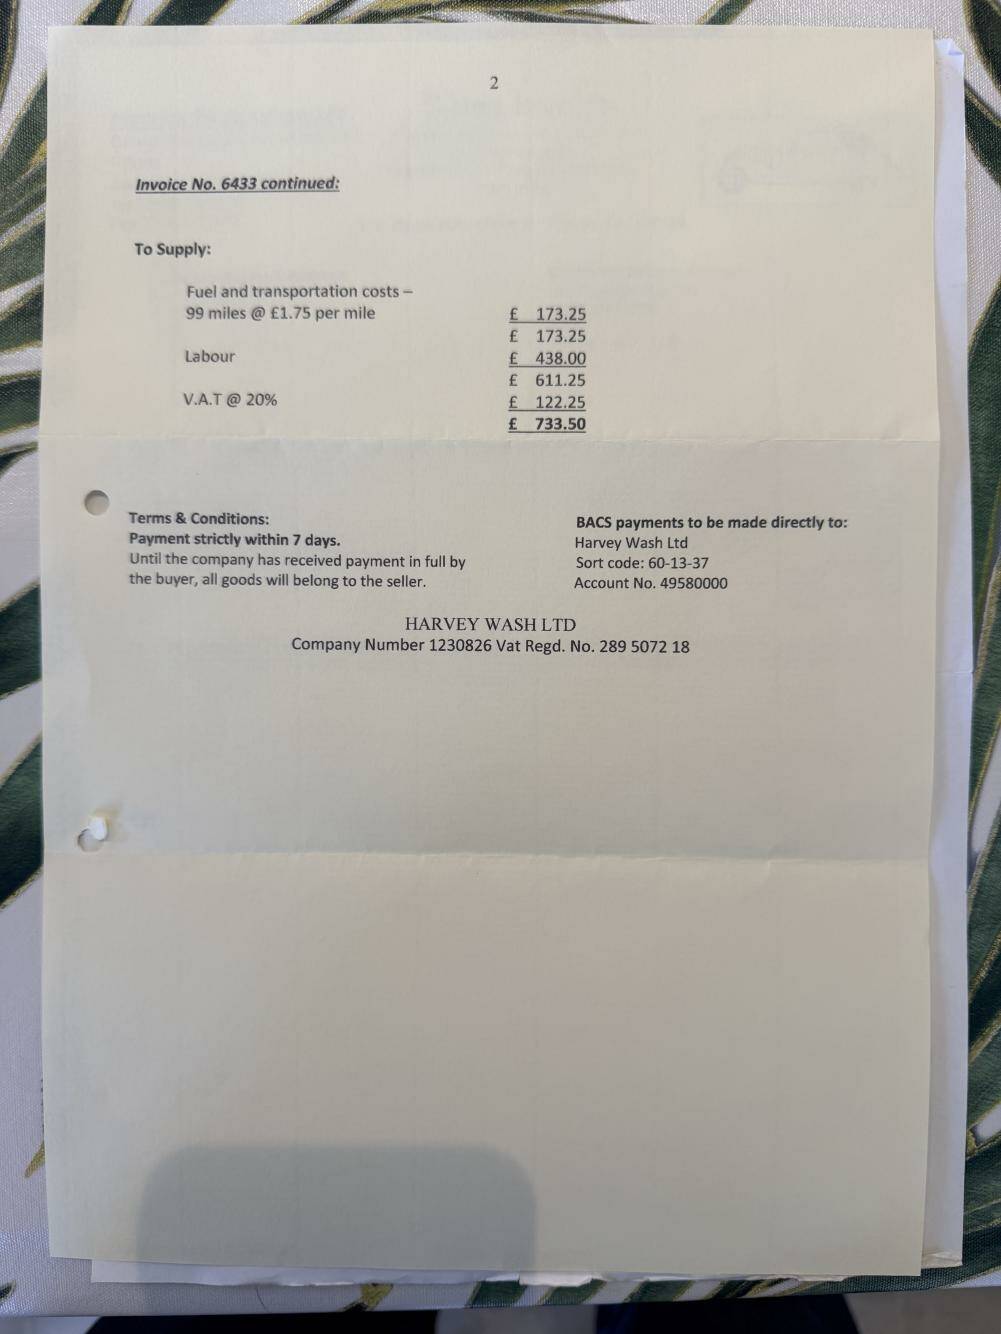 2
Invoice No. 6433 continued:
To Supply:
Fuel and transportation costs –
99 miles @ £1.75 per mile £ 173.25
£ 173.25
Labour £ 438.00
£ 611.25
V.A.T @ 20% £ 122.25
£ 733.50
Terms & Conditions:
Payment strictly within 7 days.
Until the company has received payment in full by
the buyer, all goods will belong to the seller.
BACS payments to be made directly to:
Harvey Wash Ltd
Sort code: 60-13-37
Account No. 49580000
HARVEY WASH LTD
Company Number 1230826 Vat Regd. No. 289 5072 18